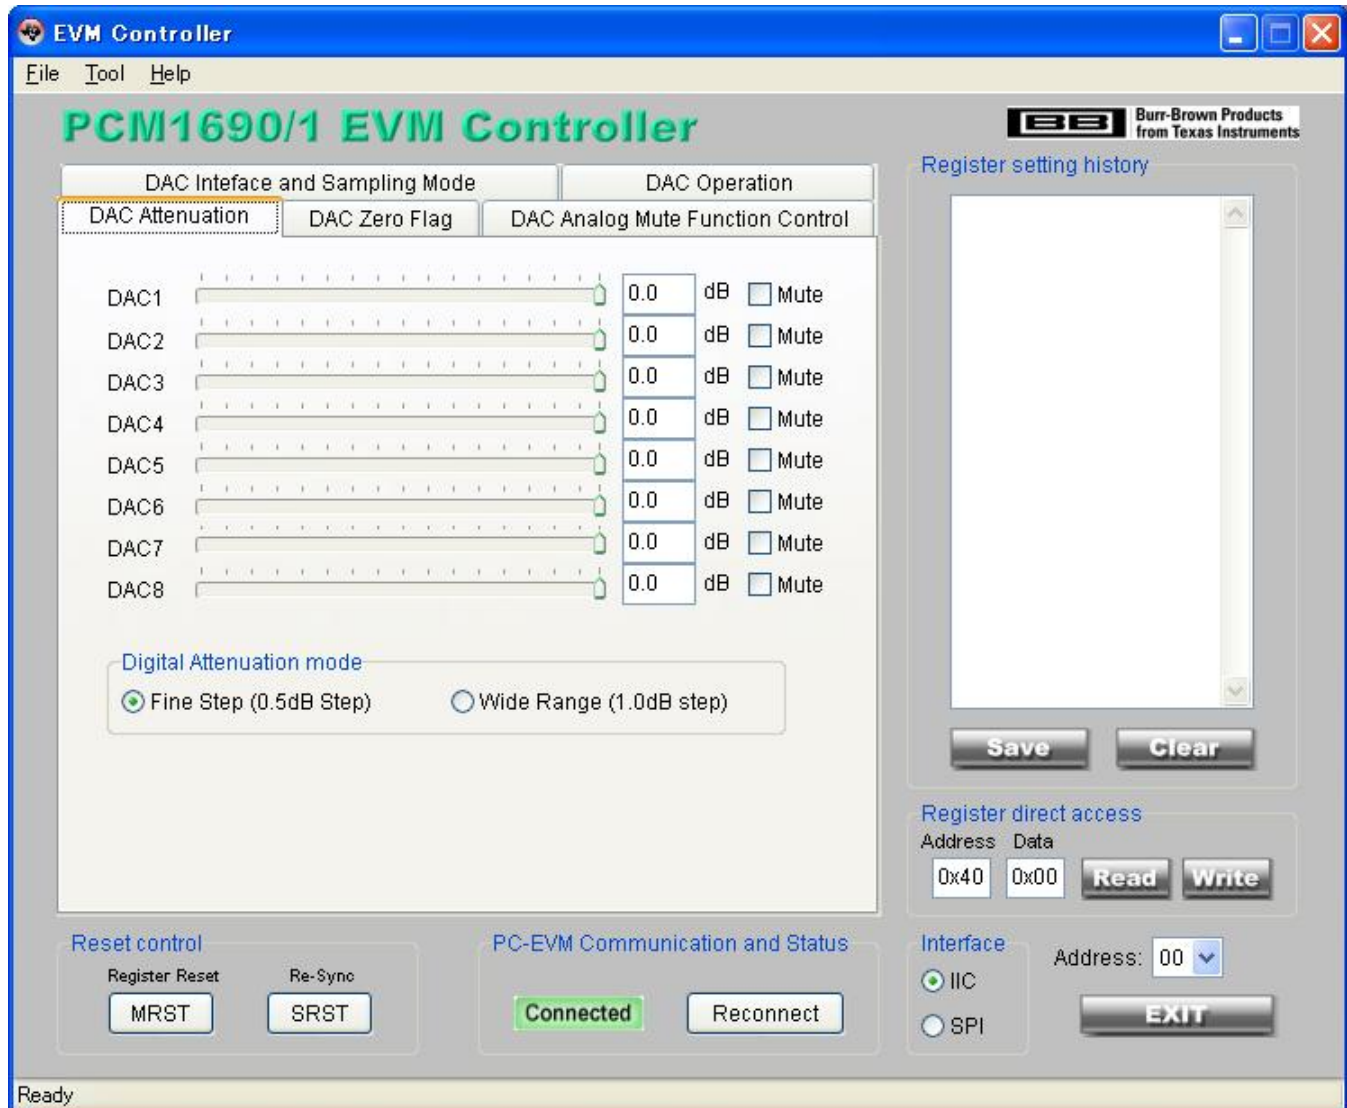 EVM Controller
File Tool Help
PCM1690/1 EVM Controller
BB Burr-Brown Products
from Texas Instruments
DAC Inteface and Sampling Mode DAC Operation
DAC Attenuation DAC Zero Flag DAC Analog Mute Function Control
DAC1 0.0 dB Mute
DAC2 0.0 dB Mute
DAC3 0.0 dB Mute
DAC4 0.0 dB Mute
DAC5 0.0 dB Mute
DAC6 0.0 dB Mute
DAC7 0.0 dB Mute
DAC8 0.0 dB Mute
Digital Attenuation mode
Fine Step (0.5dB Step) Wide Range (1.0dB step)
Register setting history
Save Clear
Register direct access
Address Data
0x40 0x00 Read Write
Reset control
Register Reset Re-Sync
MRST SRST
PC-EVM Communication and Status
Connected Reconnect
Interface
IIC
SPI
Address: 00
EXIT
Ready